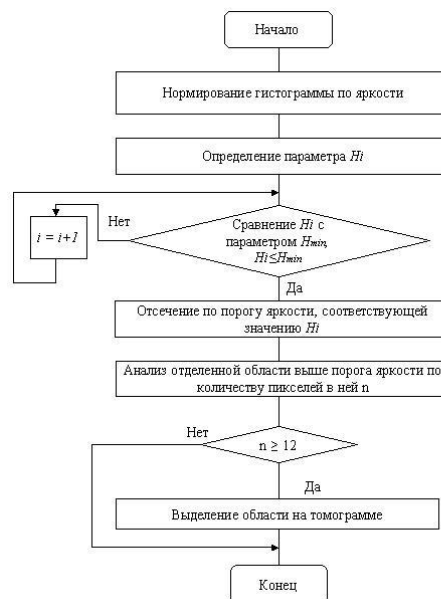 Начало
Нормирование гистограммы по яркости
Определение параметра Hi
Нет
i = i+1
Сравнение Hi с
параметром Hmin,
Hi≤Hmin
Да
Отсечение по порогу яркости, соответствующей
значению Hi
Анализ отделенной области выше порога яркости по
количеству пикселей в ней n
Нет
n ≥ 12
Да
Выделение области на томограмме
Конец